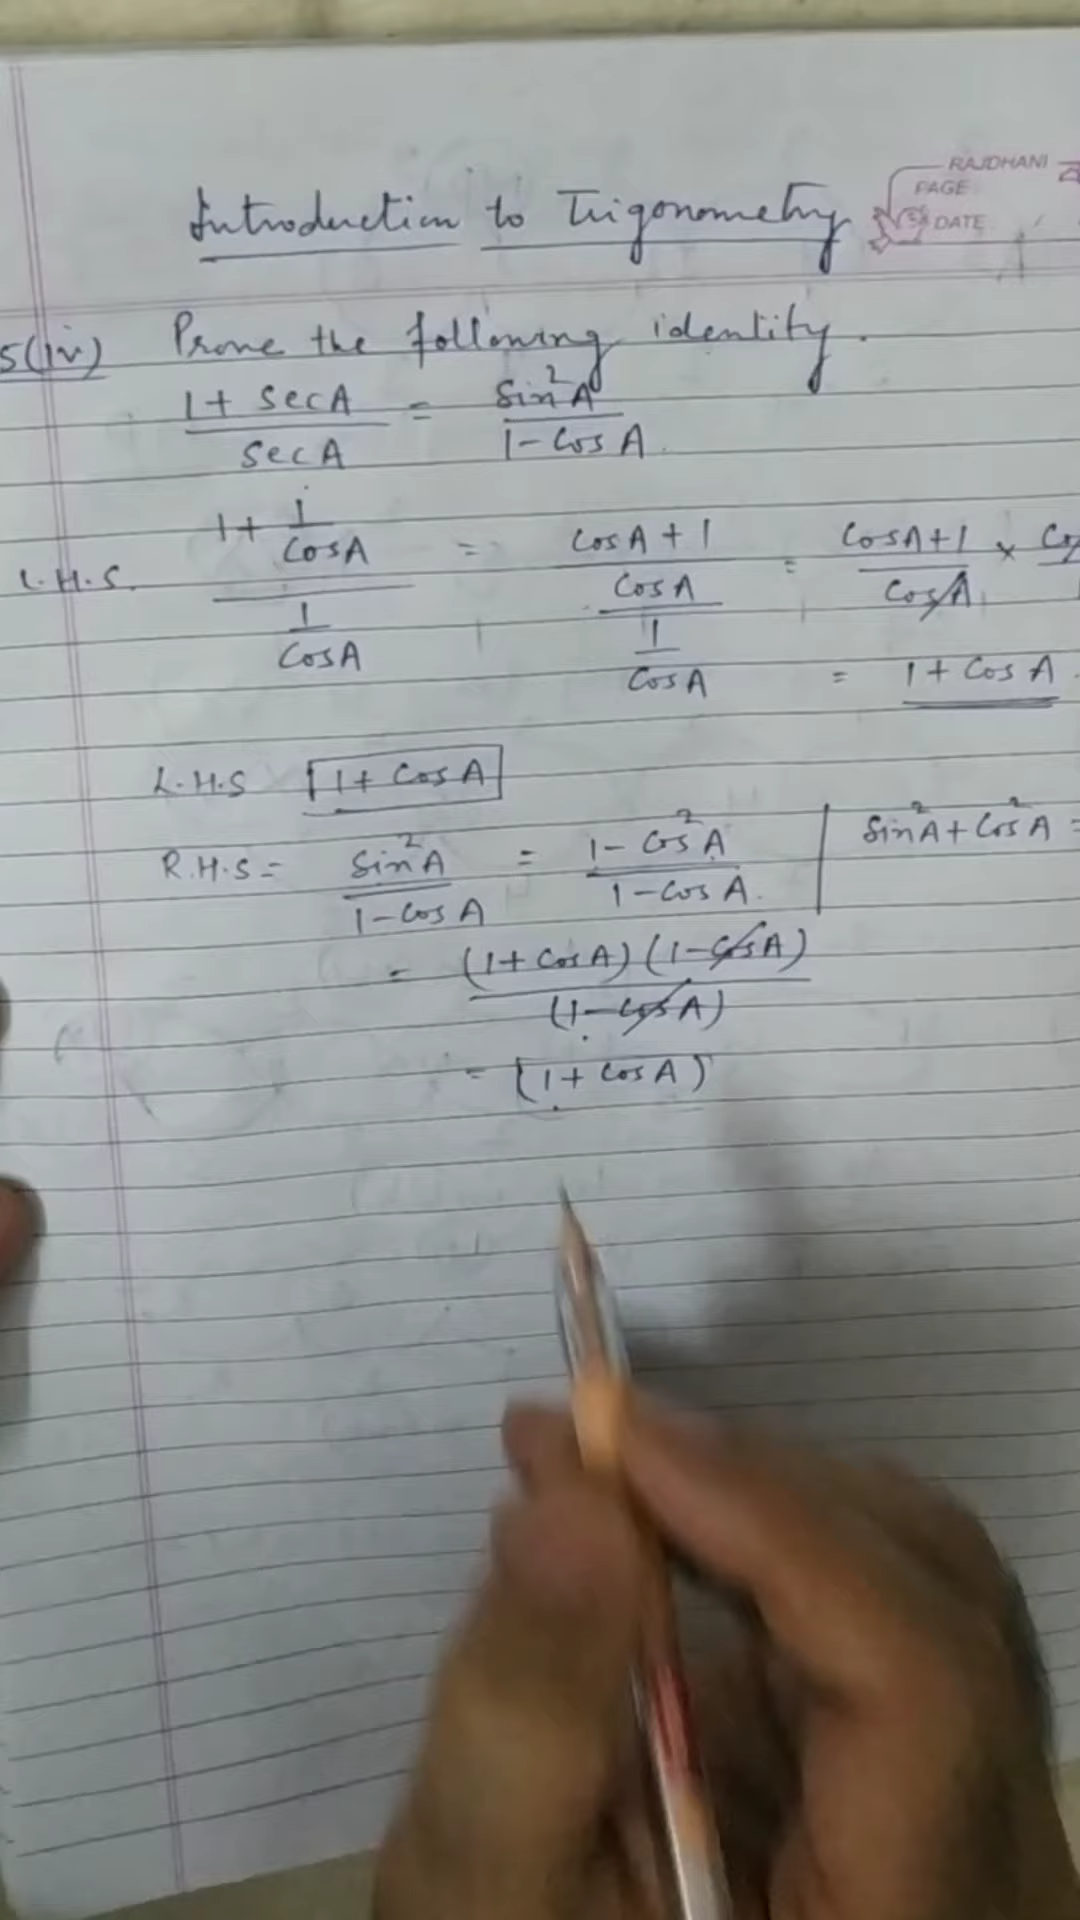 Introduction to Trigonometry
RAJDHANI
PAGE
DATE
5(iv) Prove the following identity.
1 + secA / secA = sin²A / 1 - cosA.
L.H.S. 1 + 1/cosA / 1/cosA = cosA + 1 / cosA / 1/cosA = cosA+1 / cosA ×
= 1 + cosA
L.H.S 1 + cosA
R.H.S = sin²A / 1 - cosA = 1 - cos²A / 1 - cosA. | sin²A + cos²A =
= (1 + cosA) (1 - cosA) / (1 - cosA)
= (1 + cosA)